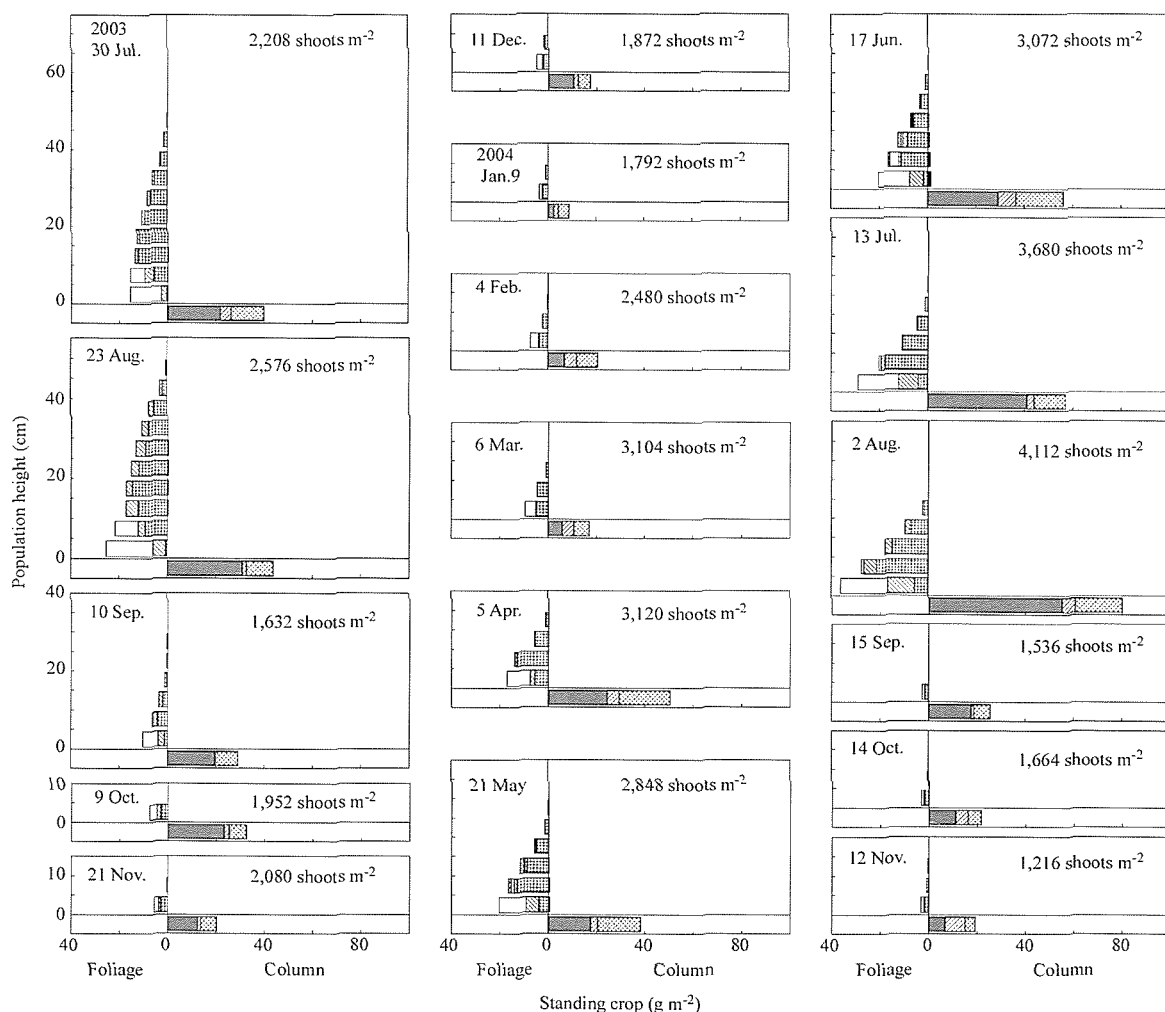 2003
30 Jul.
2,208 shoots m-2
60
40
20
0
23 Aug.
2,576 shoots m-2
40
20
0
10 Sep.
1,632 shoots m-2
40
20
0
9 Oct.
1,952 shoots m-2
10
0
21 Nov.
2,080 shoots m-2
10
0
40 0 40 80
Foliage Column
Population height (cm)
11 Dec.
1,872 shoots m-2
2004
Jan.9
1,792 shoots m-2
4 Feb.
2,480 shoots m-2
6 Mar.
3,104 shoots m-2
5 Apr.
3,120 shoots m-2
21 May
2,848 shoots m-2
40 0 40 80
Foliage Column
Standing crop (g m-2)
17 Jun.
3,072 shoots m-2
13 Jul.
3,680 shoots m-2
2 Aug.
4,112 shoots m-2
15 Sep.
1,536 shoots m-2
14 Oct.
1,664 shoots m-2
12 Nov.
1,216 shoots m-2
40 0 40 80
Foliage Column